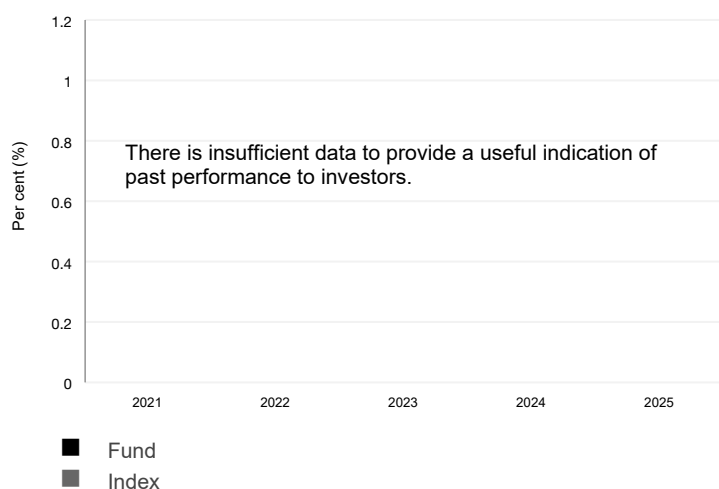 1.2
1
0.8
There is insufficient data to provide a useful indication of
past performance to investors.
Per cent (%)
0.6
0.4
0.2
0
2021 2022 2023 2024 2025
Fund
Index